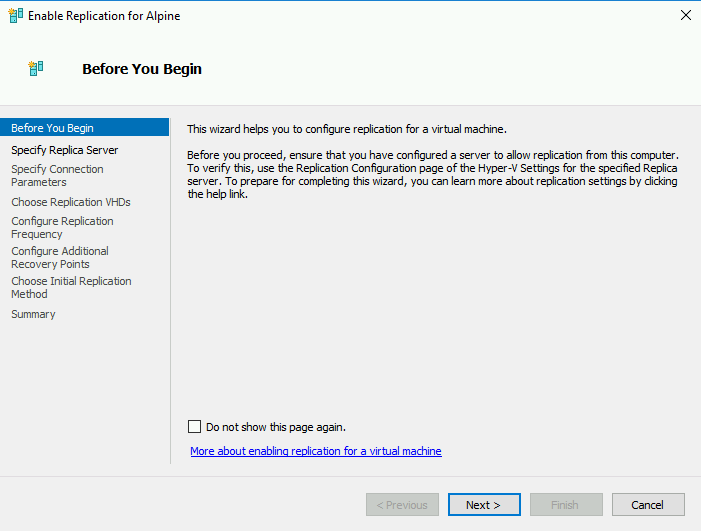 Enable Replication for Alpine
Before You Begin
Before You Begin
Specify Replica Server
Specify Connection
Parameters
Choose Replication VHDs
Configure Replication
Frequency
Configure Additional
Recovery Points
Choose Initial Replication
Method
Summary
This wizard helps you to configure replication for a virtual machine.
Before you proceed, ensure that you have configured a server to allow replication from this computer.
To verify this, use the Replication Configuration page of the Hyper-V Settings for the specified Replica
server. To prepare for completing this wizard, you can learn more about replication settings by clicking
the help link.
Do not show this page again.
More about enabling replication for a virtual machine
< Previous
Next >
Finish
Cancel